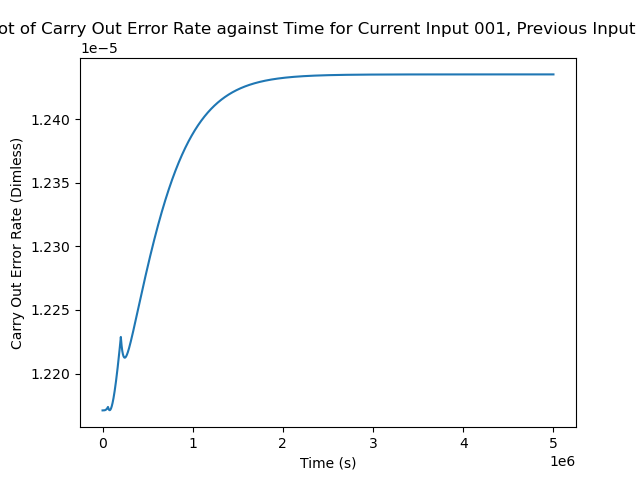 ot of Carry Out Error Rate against Time for Current Input 001, Previous Input
1e−5
Carry Out Error Rate (Dimless)
1.240
1.235
1.230
1.225
1.220
0 1 2 3 4 5
1e6
Time (s)